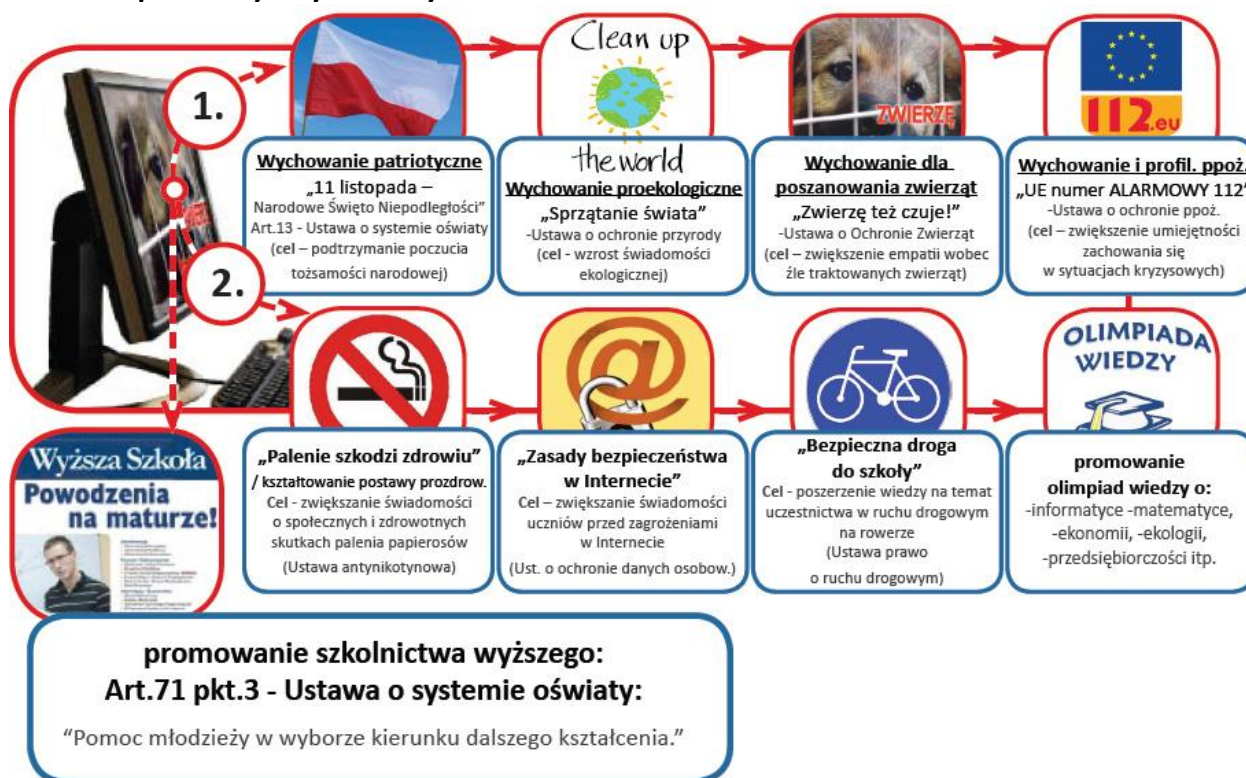 1.
Clean up
the world
ZWIERZĘ
112.eu
Wychowanie patriotyczne
„11 listopada –
Narodowe Święto Niepodległości”
Art.13 - Ustawa o systemie oświaty
(cel – podtrzymanie poczucia
tożsamości narodowej)
Wychowanie proekologiczne
„Sprzątanie świata”
-Ustawa o ochronie przyrody
(cel - wzrost świadomości
ekologicznej)
Wychowanie dla
poszanowania zwierząt
„Zwierzę też czuje!”
-Ustawa o Ochronie Zwierząt
(cel – zwiększenie empatii wobec
źle traktowanych zwierząt)
Wychowanie i profil. ppoż.
„UE numer ALARMOWY 112”
-Ustawa o ochronie ppoż.
(cel – zwiększenie umiejętności
zachowania się
w sytuacjach kryzysowych)
2.
@
OLIMPIADA
WIEDZY
„Palenie szkodzi zdrowiu”
/ kształtowanie postawy prozdrow.
Cel - zwiększanie świadomości
o społecznych i zdrowotnych
skutkach palenia papierosów
(Ustawa antynikotynowa)
„Zasady bezpieczeństwa
w Internecie”
Cel – zwiększanie świadomości
uczniów przed zagrożeniami
w Internecie
(Ust. o ochronie danych osobow.)
„Bezpieczna droga
do szkoły”
Cel - poszerzenie wiedzy na temat
uczestnictwa w ruchu drogowym
na rowerze
(Ustawa prawo
o ruchu drogowym)
promowanie
olimpiad wiedzy o:
-informatyce -matematyce,
-ekonomii, -ekologii,
-przedsiębiorczości itp.
Wyższa Szkoła
Powodzenia
na maturze!
promowanie szkolnictwa wyższego:
Art.71 pkt.3 - Ustawa o systemie oświaty:
“Pomoc młodzieży w wyborze kierunku dalszego kształcenia.”